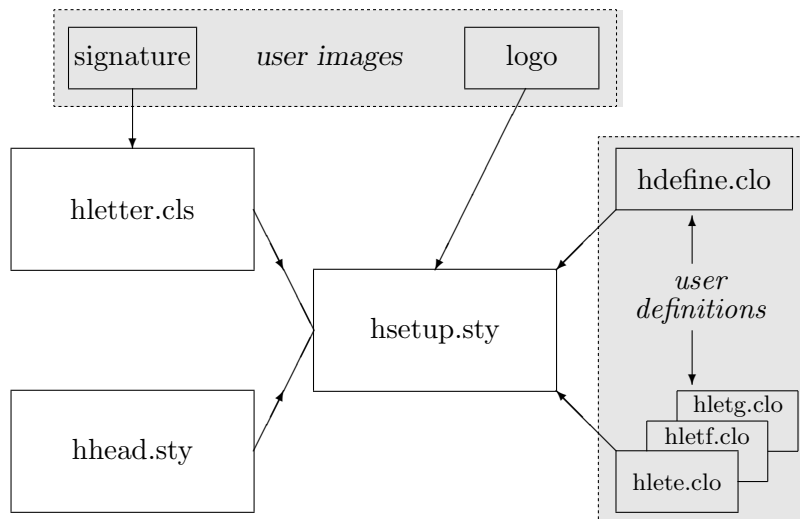 signature
user images
logo
hletter.cls
hdefine.clo
user
definitions
hsetup.sty
hhead.sty
hletg.clo
hletf.clo
hlete.clo